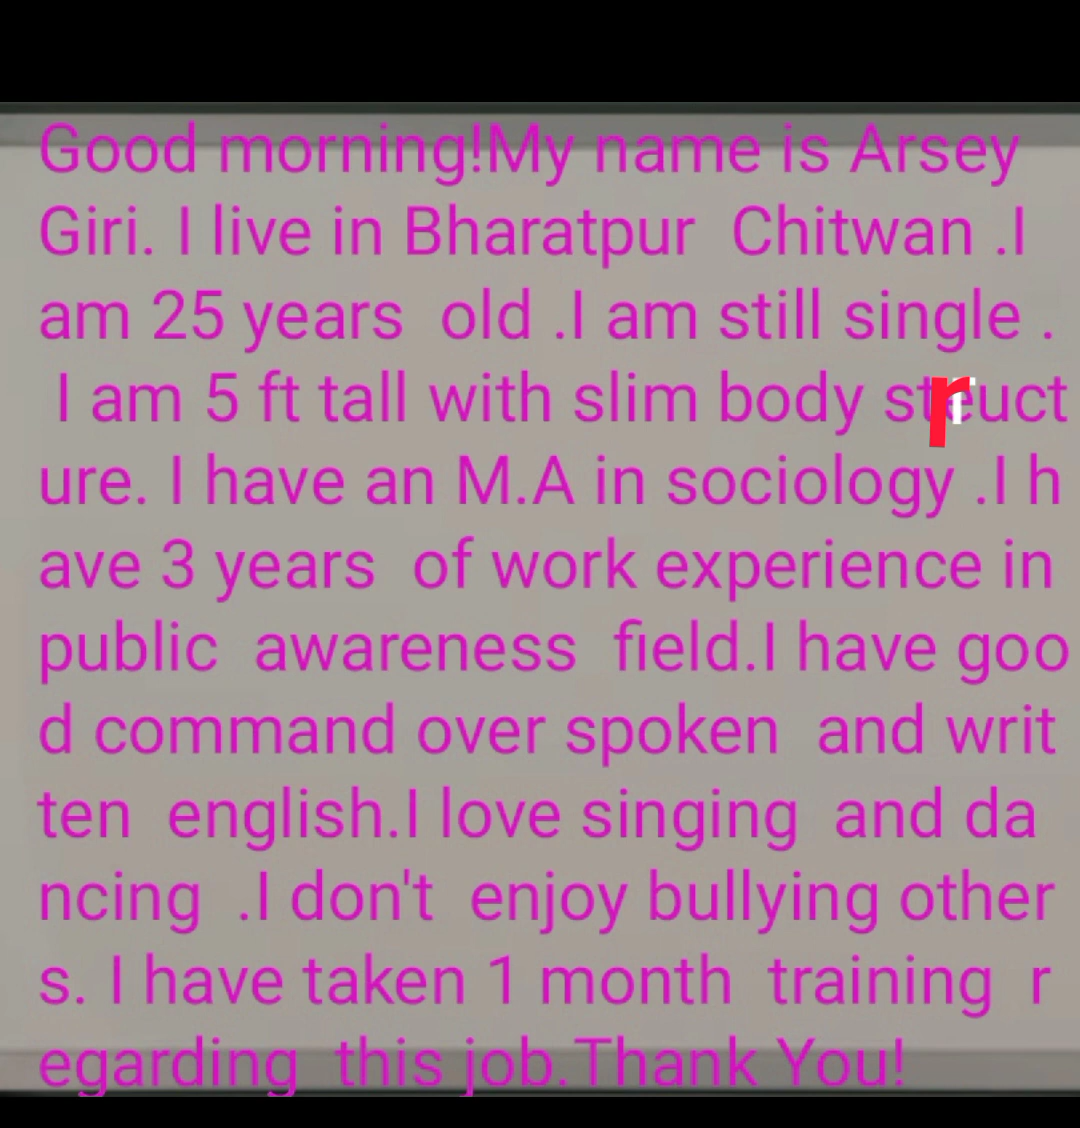 Good morning!My name is Arsey
Giri. I live in Bharatpur  Chitwan .I
am 25 years  old .I am still single .
I am 5 ft tall with slim body struct
ure. I have an M.A in sociology .I h
ave 3 years  of work experience in
public  awareness  field.I have goo
d command over spoken  and writ
ten  english.I love singing  and da
ncing  .I don't  enjoy bullying other
s. I have taken 1 month  training  r
egarding  this job.Thank You!